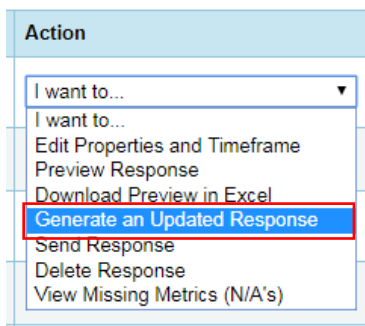 Action
I want to...
I want to...
Edit Properties and Timeframe
Preview Response
Download Preview in Excel
Generate an Updated Response
Send Response
Delete Response
View Missing Metrics (N/A's)